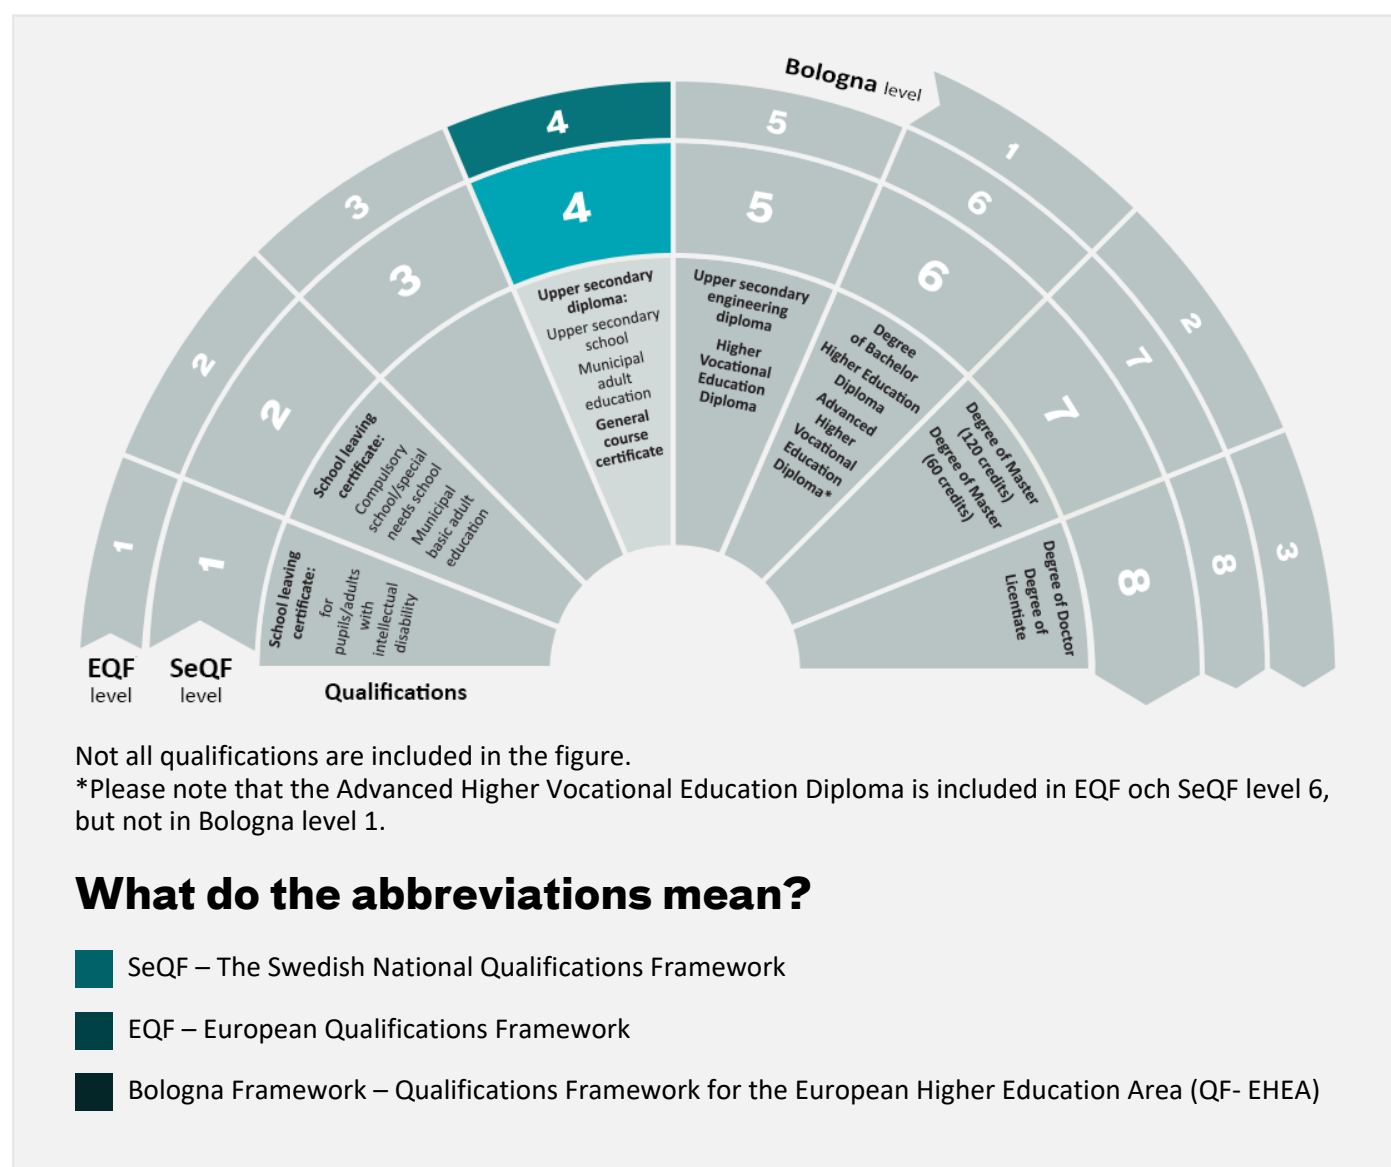 Bologna level
1
2
3
4
5
6
7
8
1
2
3
1
2
3
4
5
6
7
8
School leaving
certificate:
for
pupils/adults
with
intellectual
disability
School leaving
certificate:
Compulsory
school/special
needs school
Municipal
basic adult
education
Upper secondary
diploma:
Upper secondary
school
Municipal
adult
education
General
course
certificate
Upper secondary
engineering
diploma
Higher
Vocational
Education
Diploma
Degree
of Bachelor
Higher Education
Diploma
Advanced
Higher
Vocational
Education
Diploma*
Degree of Master
(120 credits)
Degree of Master
(60 credits)
Degree of Doctor
Degree of
Licentiate
EQF
level
SeQF
level
Qualifications
Not all qualifications are included in the figure.
*Please note that the Advanced Higher Vocational Education Diploma is included in EQF och SeQF level 6,
but not in Bologna level 1.
What do the abbreviations mean?
SeQF – The Swedish National Qualifications Framework
EQF – European Qualifications Framework
Bologna Framework – Qualifications Framework for the European Higher Education Area (QF- EHEA)